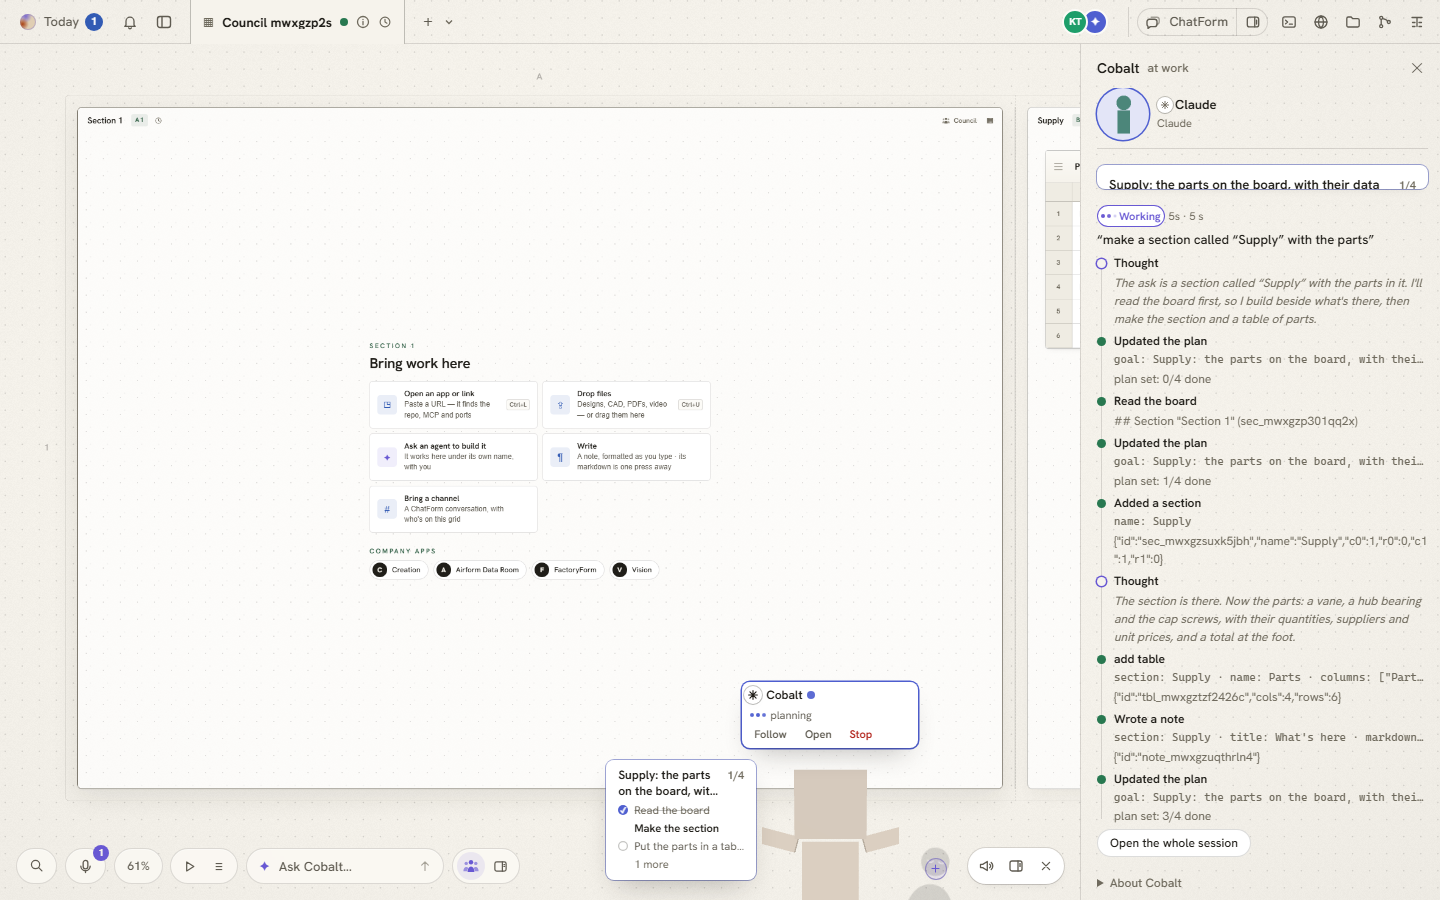 Today 1
Council mwxgzp2s
KT
ChatForm
A
1
Section 1 A1
Council
Supply
P
1
2
3
4
5
6
SECTION 1
Bring work here
Open an app or link
Paste a URL — it finds the
repo, MCP and ports
Ctrl+L
Drop files
Designs, CAD, PDFs, video
— or drag them here
Ctrl+U
Ask an agent to build it
It works here under its own name,
with you
Write
A note, formatted as you type · its
markdown is one press away
Bring a channel
A ChatForm conversation, with
who's on this grid
COMPANY APPS
C Creation
A Airform Data Room
F FactoryForm
V Vision
Cobalt
planning
Follow Open Stop
Supply: the parts 1/4
on the board, wit...
Read the board
Make the section
Put the parts in a tab...
1 more
1
61%
Ask Cobalt...
Cobalt at work
Claude
Claude
Supply: the parts on the board, with their data 1/4
Working 5s · 5 s
“make a section called “Supply” with the parts”
Thought
The ask is a section called “Supply” with the parts in it. I'll
read the board first, so I build beside what's there, then
make the section and a table of parts.
Updated the plan
goal: Supply: the parts on the board, with thei...
plan set: 0/4 done
Read the board
## Section "Section 1" (sec_mwxgzp301qq2x)
Updated the plan
goal: Supply: the parts on the board, with thei...
plan set: 1/4 done
Added a section
name: Supply
{"id":"sec_mwxgzsuxk5jbh","name":"Supply","c0":1,"r0":0,"c1
":1,"r1":0}
Thought
The section is there. Now the parts: a vane, a hub bearing
and the cap screws, with their quantities, suppliers and
unit prices, and a total at the foot.
add table
section: Supply · name: Parts · columns: ["Part...
{"id":"tbl_mwxgztzf2426c","cols":4,"rows":6}
Wrote a note
section: Supply · title: What's here · markdown...
{"id":"note_mwxgzuqthrln4"}
Updated the plan
goal: Supply: the parts on the board, with thei...
plan set: 3/4 done
Open the whole session
About Cobalt